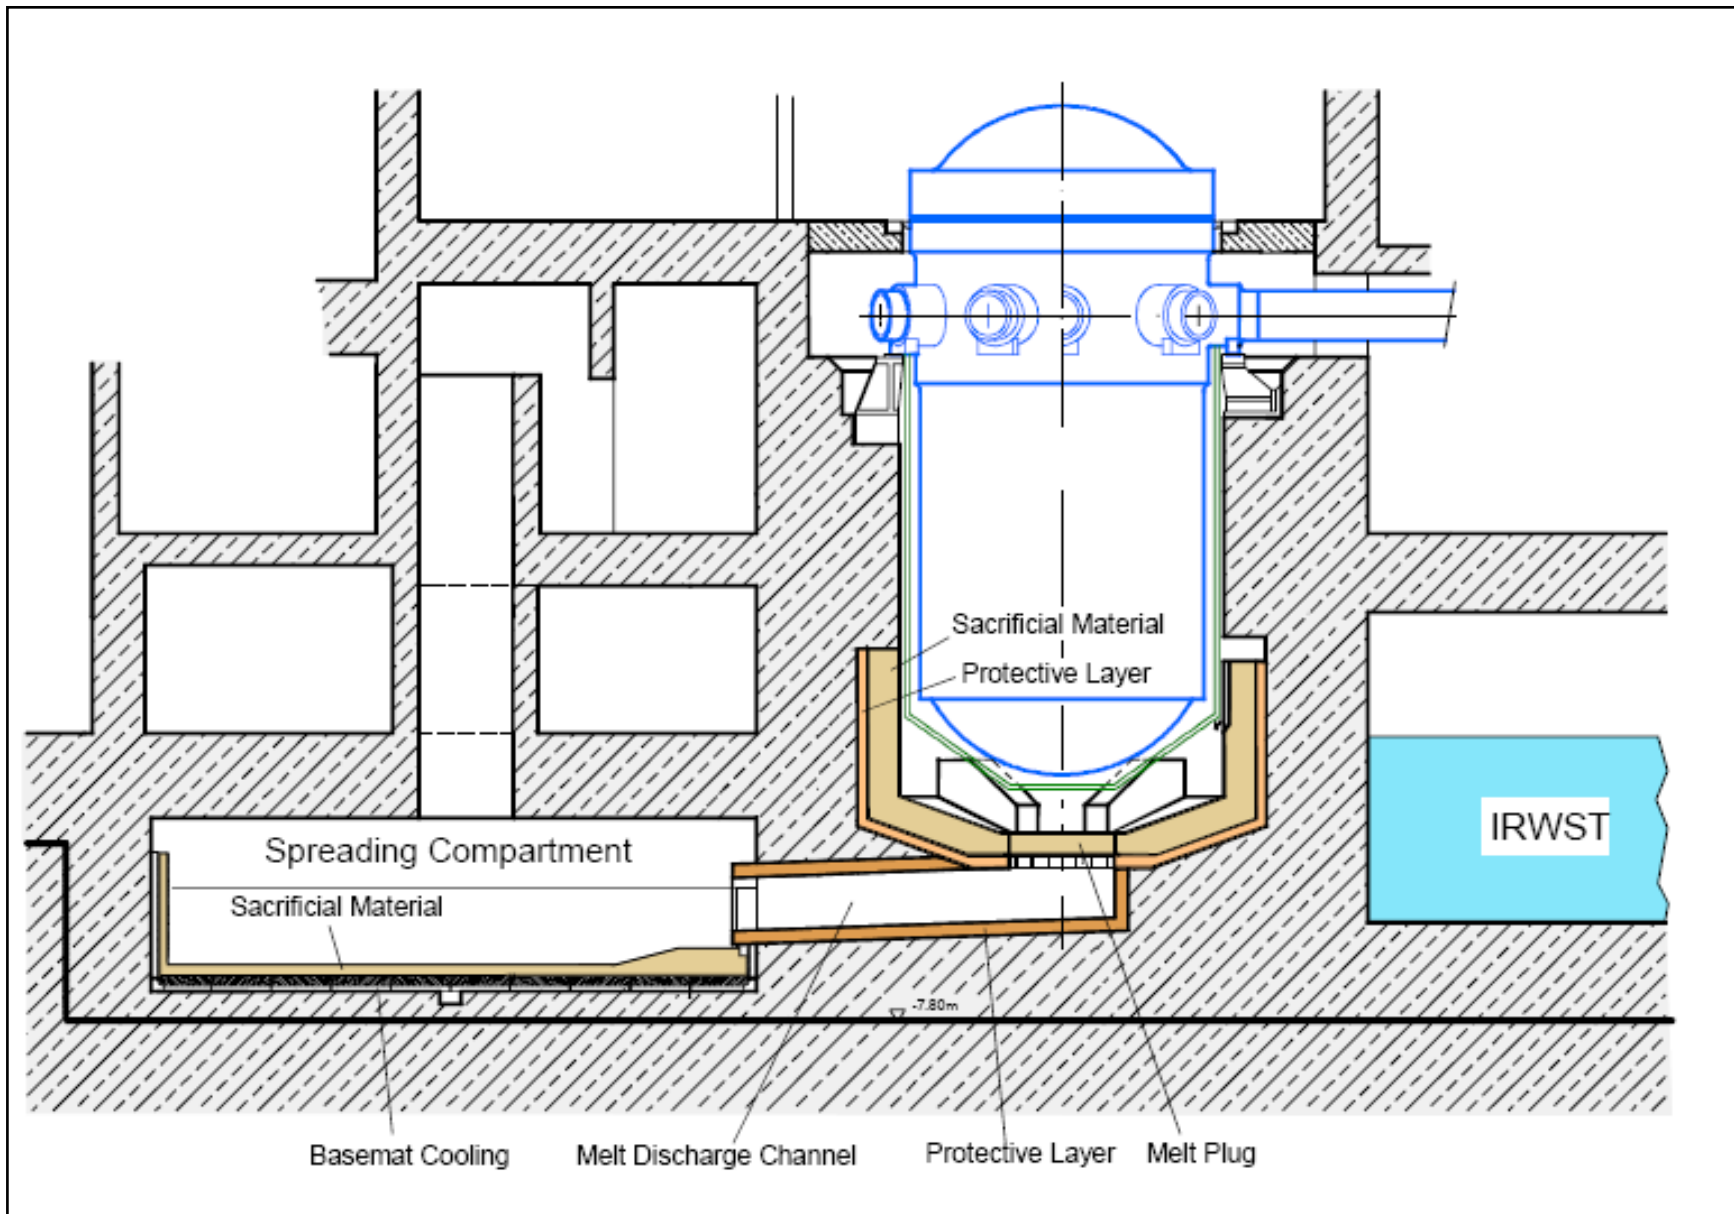 Sacrificial Material
Protective Layer
IRWST
Spreading Compartment
Sacrificial Material
-7.80m
Basemat Cooling
Melt Discharge Channel
Protective Layer
Melt Plug